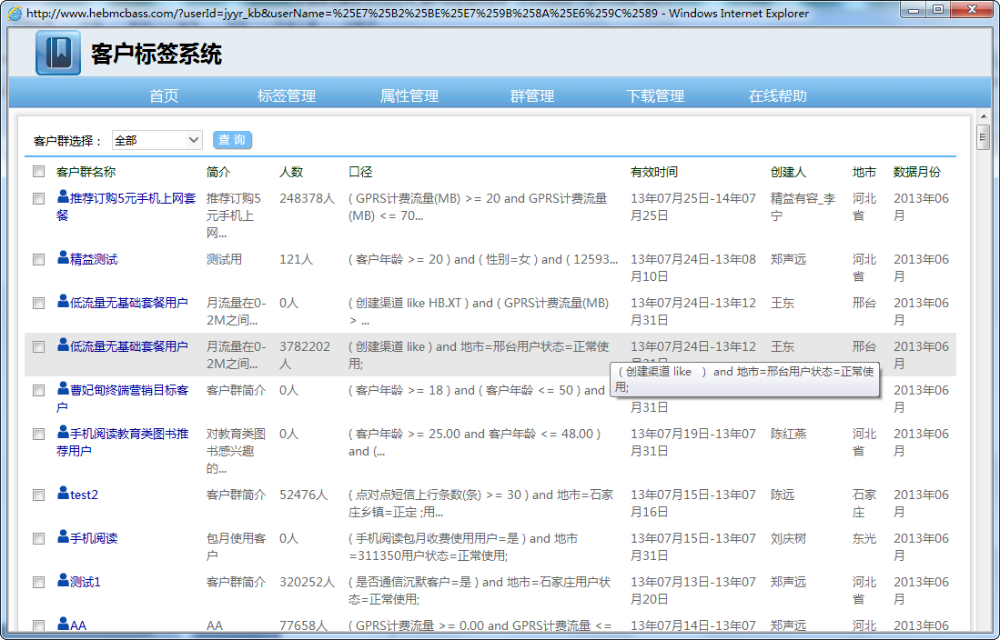 http://www.hebmcbass.com/?userId=jyyr_kb&userName=%25E7%25B2%25BE%25E7%259B%258A%25E6%259C%2589 - Windows Internet Explorer
客户标签系统
首页 标签管理 属性管理 群管理 下载管理 在线帮助
客户群选择： 全部 查 询
客户群名称 简介 人数 口径 有效时间 创建人 地市 数据月份
推荐订购5元手机上网套 推荐订购5 248378人 ( GPRS计费流量(MB) >= 20 and GPRS计费流量 13年07月25日-14年07 精益有容_李 河北 2013年06
餐 元手机上 (MB) <= 70... 月25日 宁 省 月
网...
精益测试 测试用 121人 ( 客户年龄 >= 20 ) and ( 性别=女 ) and ( 12593... 13年07月24日-13年08 郑声远 河北 2013年06
月10日 省 月
低流量无基础套餐用户 月流量在0- 0人 ( 创建渠道 like HB.XT ) and ( GPRS计费流量(MB) 13年07月24日-13年12 王东 邢台 2013年06
2M之间... > ... 月31日 月
低流量无基础套餐用户 月流量在0- 3782202 ( 创建渠道 like ) and 地市=邢台用户状态=正常使 13年07月24日-13年12 王东 邢台 2013年06
2M之间... 人 用; 月31日 月
( 创建渠道 like ) and 地市=邢台用户状态=正常使
用;
曹妃甸终端营销目标客 客户群简介 0人 ( 客户年龄 >= 18 ) and ( 客户年龄 <= 50 ) and 2013年06
户 月31日 月
手机阅读教育类图书推 对教育类图 0人 ( 客户年龄 >= 25.00 and 客户年龄 <= 48.00 ) 13年07月19日-13年07 陈红燕 河北 2013年06
荐用户 书感兴趣 and (... 月31日 省 月
的...
test2 客户群简介 52476人 ( 点对点短信上行条数(条) >= 30 ) and 地市=石家 13年07月15日-13年07 陈远 石家 2013年06
庄乡镇=正定 ;用... 月16日 庄 月
手机阅读 包月使用客 0人 ( 手机阅读包月收费使用用户=是 ) and 地市 13年07月15日-13年07 刘庆树 东光 2013年06
户 =311350用户状态=正常使用; 月31日 月
测试1 客户群简介 320252人 ( 是否通信沉默客户=是 ) and 地市=石家庄用户状 13年07月13日-13年07 郑声远 河北 2013年06
态=正常使用; 月20日 省 月
AA AA 77658人 ( GPRS计费流量 >= 0.00 and GPRS计费流量 <= 13年07月14日-13年07 郑声远 河北 2013年06